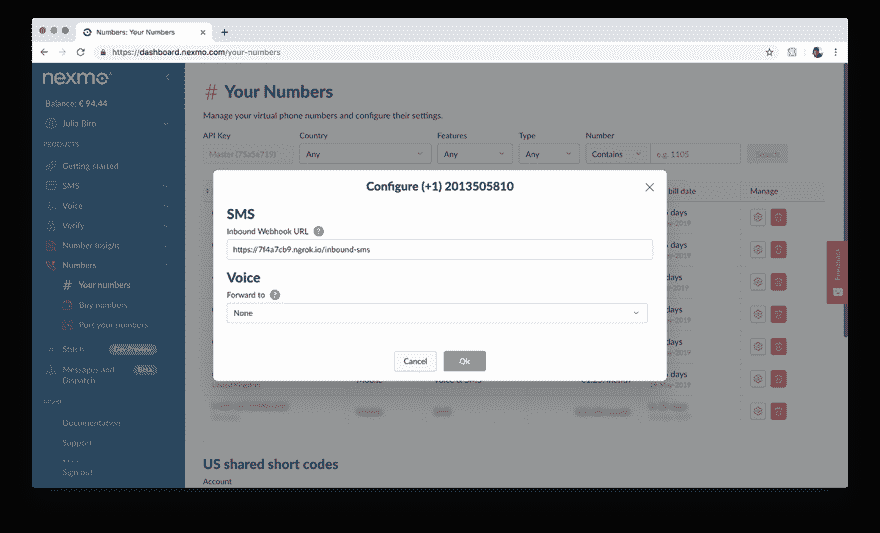 Numbers: Your Numbers
https://dashboard.nexmo.com/your-numbers
nexmo
Balance: € 94.44
Julia Biro
PRODUCTS
Getting started
SMS
Voice
Verify
Number Insight
Numbers
Your numbers
Buy numbers
Port your numbers
Stitch
Messages and
Dispatch
Documentation
Support
Sign out
# Your Numbers
Manage your virtual phone numbers and configure their settings.
API Key Country Features Type Number
Master (75a56719) Any Any Any Contains e.g. 1105 Search
bill date Manage
days
days
days
days
days
days
Configure (+1) 2013505810
SMS
Inbound Webhook URL ?
https://7f4a7cb9.ngrok.io/inbound-sms
Voice
Forward to ?
None
Cancel Ok
Feedback
US shared short codes
Account